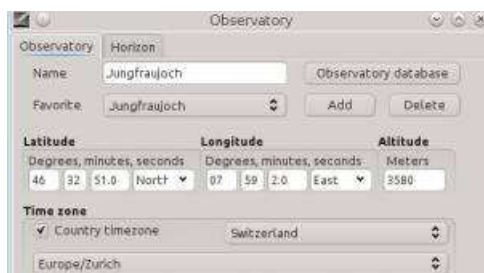 Observatory
Observatory Horizon
Name Jungfraujoch Observatory database
Favorite Jungfraujoch Add Delete
Latitude Longitude Altitude
Degrees, minutes, seconds Degrees, minutes, seconds Meters
46 32 51.0 North 07 59 2.0 East 3580
Time zone
Country timezone Switzerland
Europe/Zurich